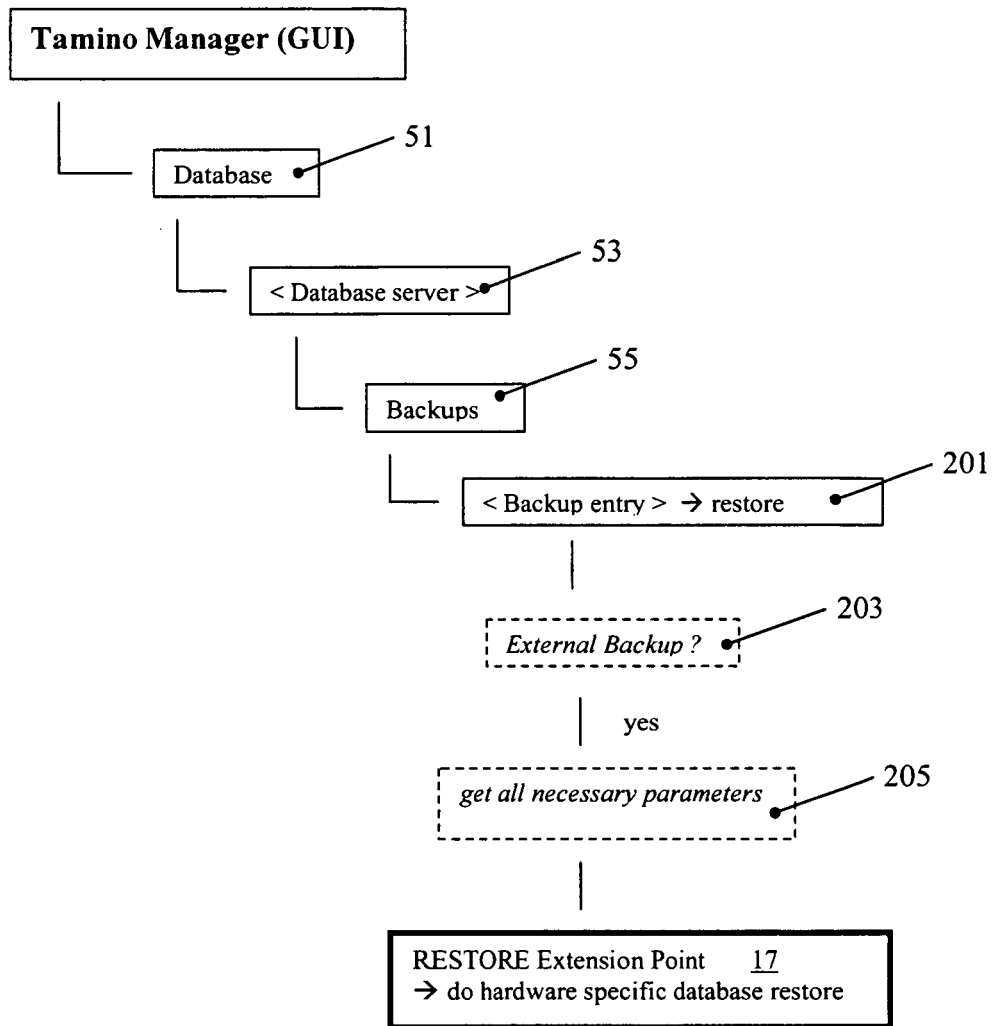 Tamino Manager (GUI)
51
Database
53
< Database server >
55
Backups
201
< Backup entry > → restore
203
External Backup ?
yes
205
get all necessary parameters
RESTORE Extension Point 17
→ do hardware specific database restore